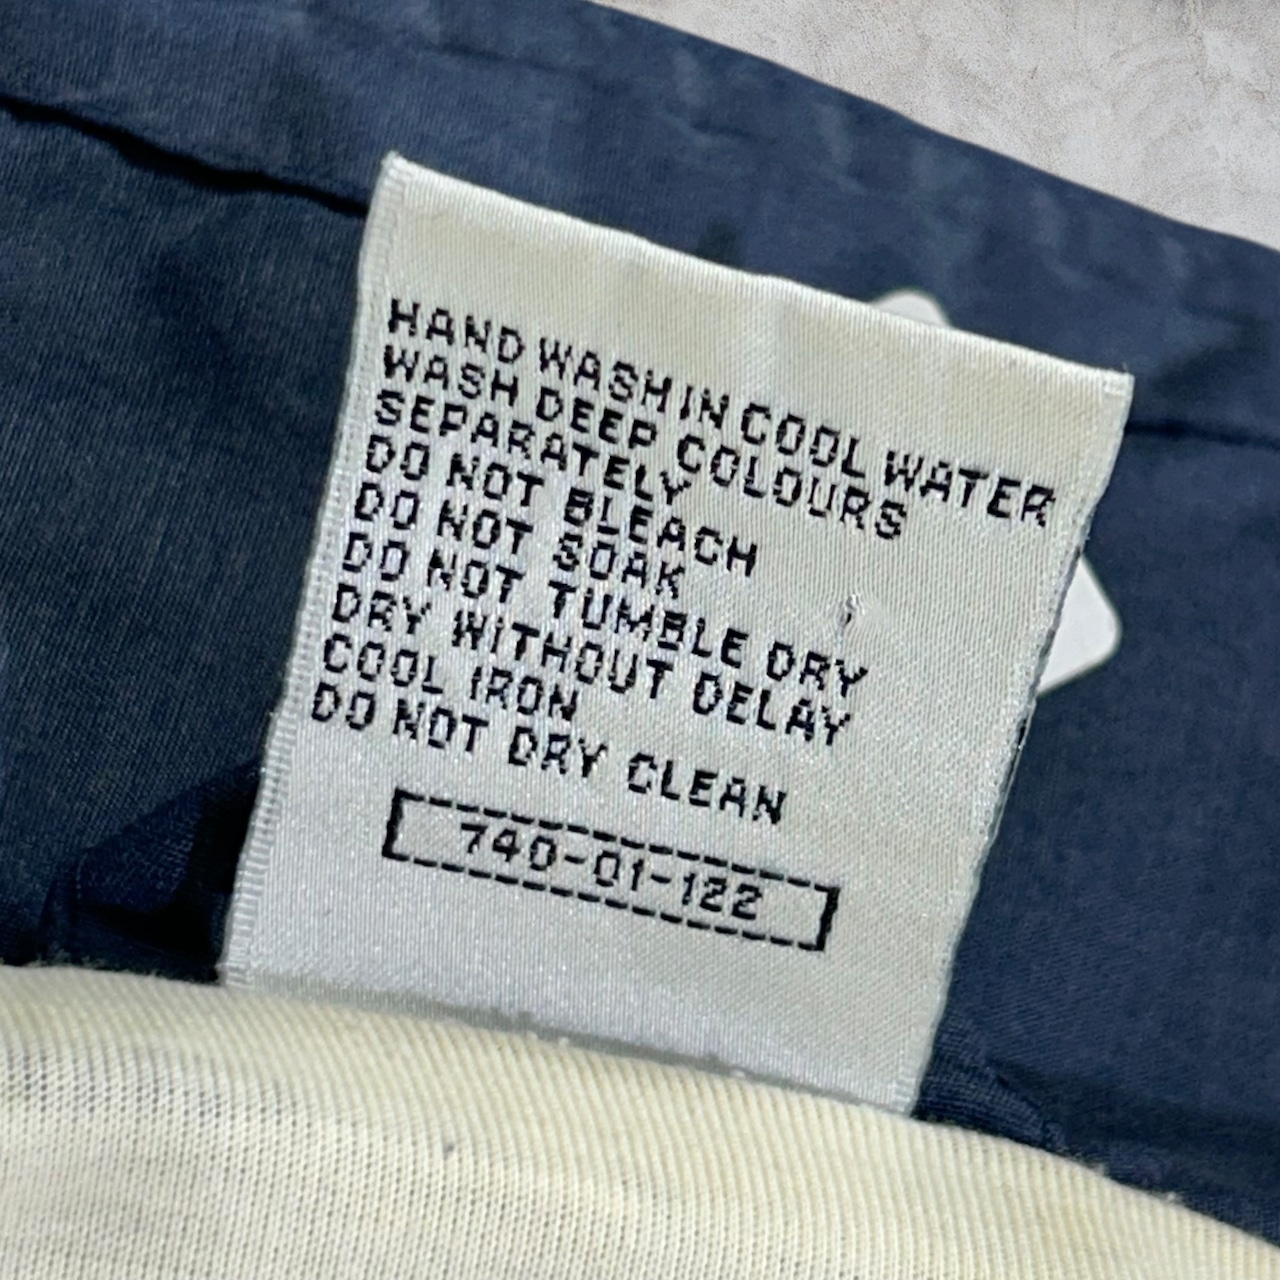 HAND WASH IN COOL WATER
WASH DEEP COLOURS
SEPARATELY
DO NOT BLEACH
DO NOT SOAK
DO NOT TUMBLE DRY
DRY WITHOUT DELAY
COOL IRON
DO NOT DRY CLEAN
740-01-122